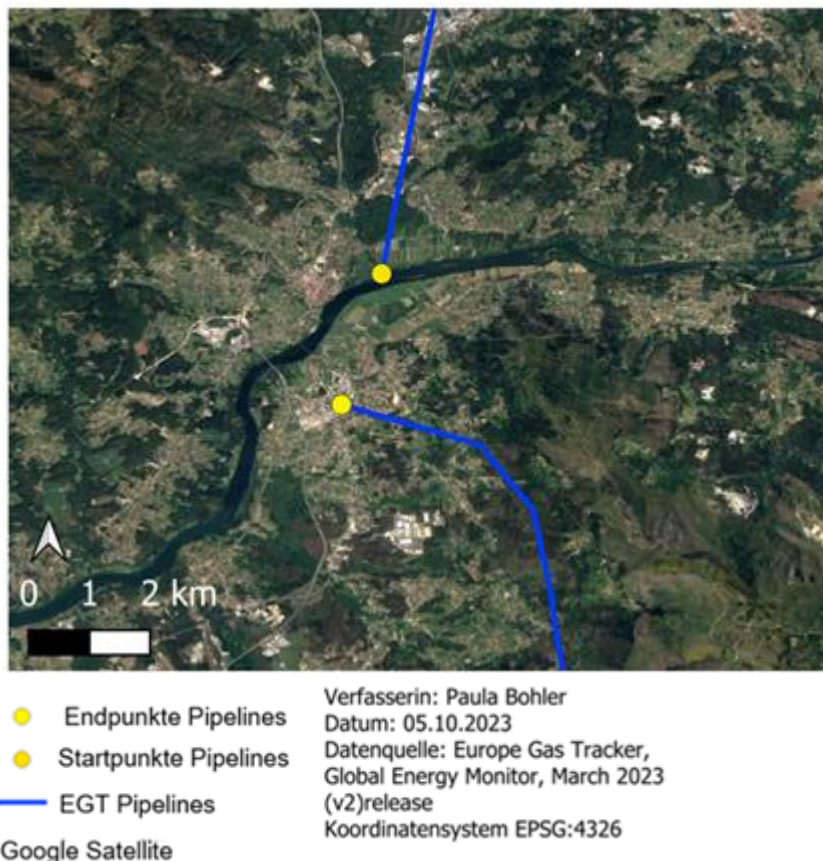 0 1 2 km
Endpunkte Pipelines
Startpunkte Pipelines
EGT Pipelines
Google Satellite
Verfasserin: Paula Bohler
Datum: 05.10.2023
Datenquelle: Europe Gas Tracker,
Global Energy Monitor, March 2023
(v2)release
Koordinatensystem EPSG:4326